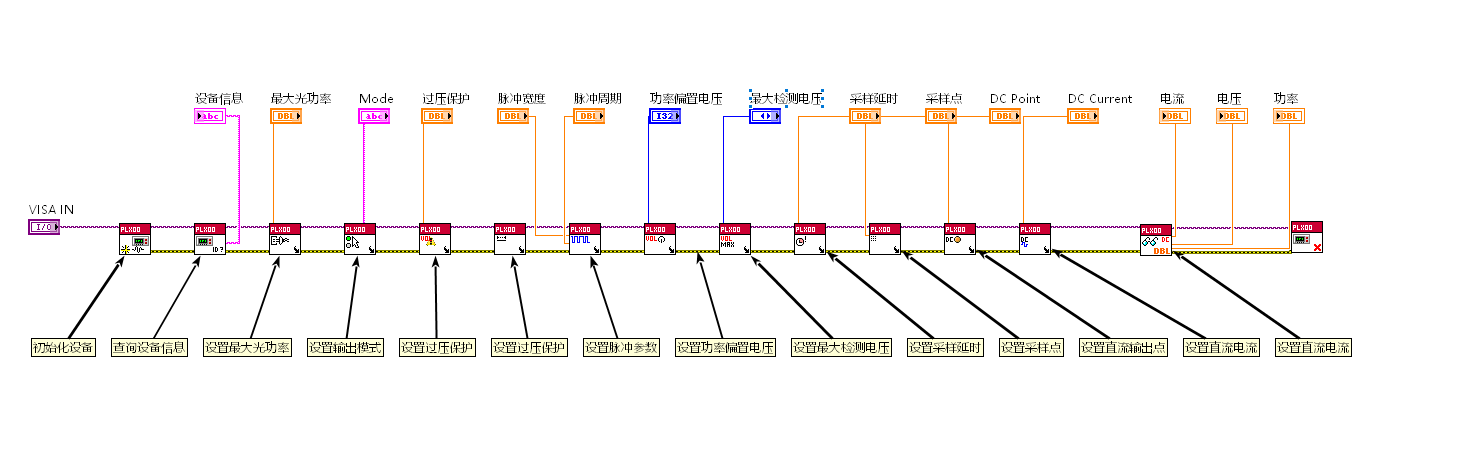 设备信息 最大光功率 Mode 过压保护 脉冲宽度 脉冲周期 功率偏置电压 最大检测电压 采样延时 采样点 DC Point DC Current 电流 电压 功率
abc DBL abc DBL DBL DBL I32 DBL DBL DBL DBL DBL DBL DBL
VISA IN
I/O
PLX00 PLX00 PLX00 PLX00 PLX00 PLX00 PLX00 PLX00 PLX00 PLX00 PLX00 PLX00 PLX00 PLX00 PLX00
ID? VOL VOL VOL MAX DC DC DC DBL
初始化设备 查询设备信息 设置最大光功率 设置输出模式 设置过压保护 设置过压保护 设置脉冲参数 设置功率偏置电压 设置最大检测电压 设置采样延时 设置采样点 设置直流输出点 设置直流电流 设置直流电流